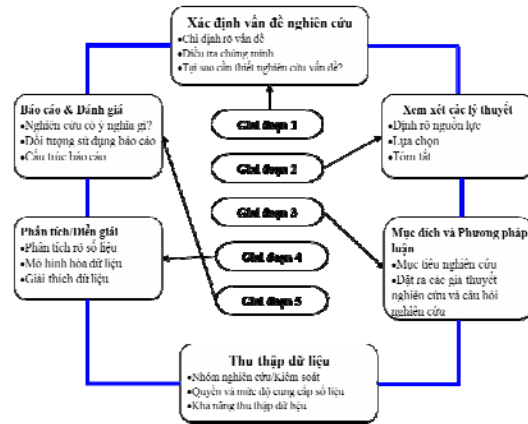 Xác định vấn đề nghiên cứu
•Chỉ định rõ vấn đề
•Điều tra chứng minh
•Tại sao cần thiết nghiên cứu vấn đề?
Báo cáo & Đánh giá
•Nghiên cứu có ý nghĩa gì?
•Đối tượng sử dụng báo cáo
•Cấu trúc báo cáo
Giai đoạn 1
Giai đoạn 2
Giai đoạn 3
Giai đoạn 4
Giai đoạn 5
Xem xét các lý thuyết
•Định rõ nguồn lực
•Lựa chọn
•Tóm tắt
Phân tích/Diễn giải
•Phân tích rõ số liệu
•Mô hình hóa dữ liệu
•Giải thích dữ liệu
Mục đích và Phương pháp
luận
•Mục tiêu nghiên cứu
•Đặt ra các giả thuyết
nghiên cứu và câu hỏi
nghiên cứu
Thu thập dữ liệu
•Nhóm nghiên cứu/Kiểm soát
•Quyền và mức độ cung cấp số liệu
•Khả năng thu thập dữ liệu